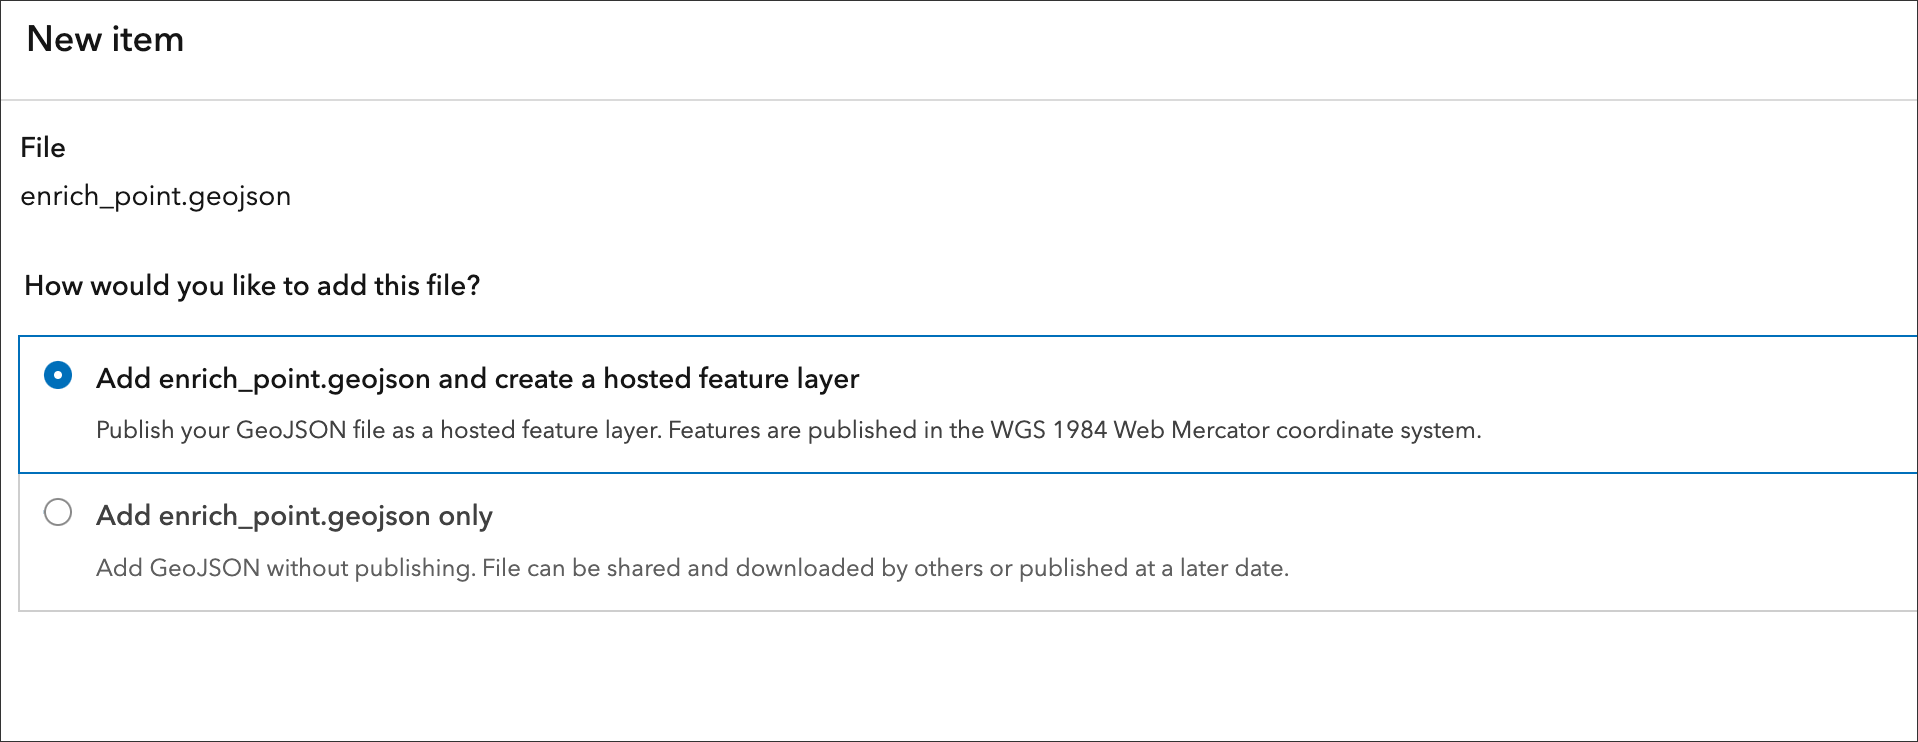 New item
File
enrich_point.geojson
How would you like to add this file?
Add enrich_point.geojson and create a hosted feature layer
Publish your GeoJSON file as a hosted feature layer. Features are published in the WGS 1984 Web Mercator coordinate system.
Add enrich_point.geojson only
Add GeoJSON without publishing. File can be shared and downloaded by others or published at a later date.